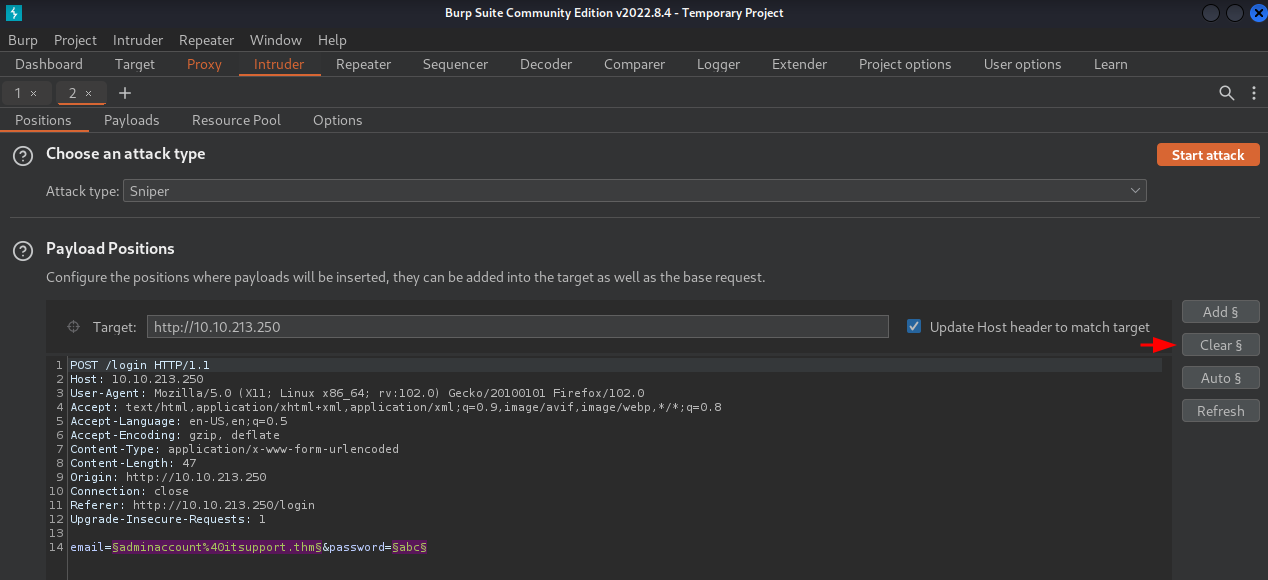 Burp Suite Community Edition v2022.8.4 - Temporary Project
Burp Project Intruder Repeater Window Help
Dashboard Target Proxy Intruder Repeater Sequencer Decoder Comparer Logger Extender Project options User options Learn
1 × 2 × +
Positions Payloads Resource Pool Options
? Choose an attack type Start attack
Attack type: Sniper
? Payload Positions
Configure the positions where payloads will be inserted, they can be added into the target as well as the base request.
Add §
Target: http://10.10.213.250 Update Host header to match target
Clear §
Auto §
Refresh
1 POST /login HTTP/1.1
2 Host: 10.10.213.250
3 User-Agent: Mozilla/5.0 (X11; Linux x86_64; rv:102.0) Gecko/20100101 Firefox/102.0
4 Accept: text/html,application/xhtml+xml,application/xml;q=0.9,image/avif,image/webp,*/*;q=0.8
5 Accept-Language: en-US,en;q=0.5
6 Accept-Encoding: gzip, deflate
7 Content-Type: application/x-www-form-urlencoded
8 Content-Length: 47
9 Origin: http://10.10.213.250
10 Connection: close
11 Referer: http://10.10.213.250/login
12 Upgrade-Insecure-Requests: 1
13
14 email=§adminaccount%40itsupport.thm§&password=§abc§